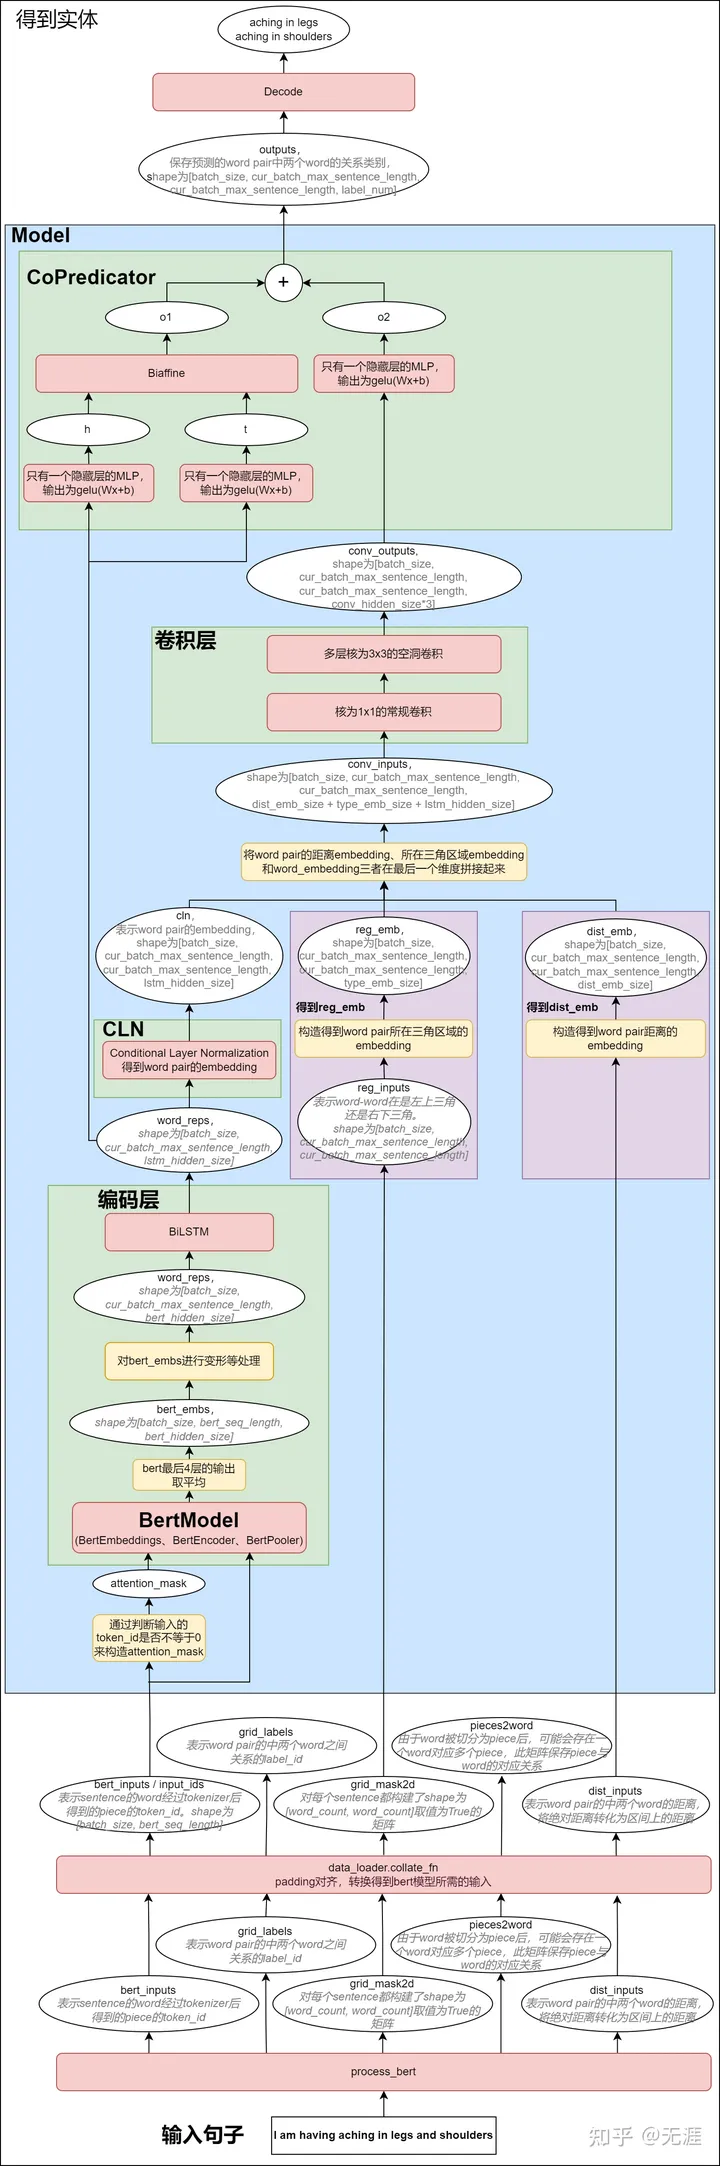 得到实体
aching in legs
aching in shoulders
Decode
outputs，
保存预测的word pair中两个word的关系类别，
shape为[batch_size, cur_batch_max_sentence_length,
cur_batch_max_sentence_length, label_num]
Model
CoPredicator
+
o1
o2
Biaffine
只有一个隐藏层的MLP，
输出为gelu(Wx+b)
h
t
只有一个隐藏层的MLP，
输出为gelu(Wx+b)
只有一个隐藏层的MLP，
输出为gelu(Wx+b)
conv_outputs，
shape为[batch_size,
cur_batch_max_sentence_length,
cur_batch_max_sentence_length,
conv_hidden_size*3]
卷积层
多层核为3x3的空洞卷积
核为1x1的常规卷积
conv_inputs，
shape为[batch_size, cur_batch_max_sentence_length,
cur_batch_max_sentence_length,
dist_emb_size + type_emb_size + lstm_hidden_size]
将word pair的距离embedding、所在三角区域embedding
和word_embedding三者在最后一个维度拼接起来
cln，
表示word pair的embedding，
shape为[batch_size,
cur_batch_max_sentence_length,
cur_batch_max_sentence_length,
lstm_hidden_size]
reg_emb，
shape为[batch_size,
cur_batch_max_sentence_length,
cur_batch_max_sentence_length,
type_emb_size]
dist_emb，
shape为[batch_size,
cur_batch_max_sentence_length,
cur_batch_max_sentence_length,
dist_emb_size]
得到reg_emb
得到dist_emb
CLN
Conditional Layer Normalization
得到word pair的embedding
构造得到word pair所在三角区域的
embedding
构造得到word pair距离的
embedding
reg_inputs
表示word-word在是左上三角
还是右下三角。
shape为[batch_size,
cur_batch_max_sentence_length,
cur_batch_max_sentence_length]
word_reps，
shape为[batch_size,
cur_batch_max_sentence_length,
lstm_hidden_size]
编码层
BiLSTM
word_reps，
shape为[batch_size,
cur_batch_max_sentence_length,
bert_hidden_size]
对bert_embs进行变形等处理
bert_embs，
shape为[batch_size, bert_seq_length,
bert_hidden_size]
bert最后4层的输出
取平均
BertModel
(BertEmbeddings、BertEncoder、BertPooler)
attention_mask
通过判断输入的
token_id是否不等于0
来构造attention_mask
grid_labels
表示word pair的中两个word之间
关系的label_id
pieces2word
由于word被切分为piece后，可能会存在一
个word对应多个piece，此矩阵保存piece与
word的对应关系
bert_inputs / input_ids
表示sentence的word经过tokenizer后
得到的piece的token_id。shape为
[batch_size, bert_seq_length]
grid_mask2d
对每个sentence都构建了shape为
[word_count, word_count]取值为True的
矩阵
dist_inputs
表示word pair的中两个word的距离，
将绝对距离转化为区间上的距离
data_loader.collate_fn
padding对齐，转换得到bert模型所需的输入
grid_labels
表示word pair的中两个word之间
关系的label_id
pieces2word
由于word被切分为piece后，可能会存在一
个word对应多个piece，此矩阵保存piece与
word的对应关系
bert_inputs
表示sentence的word经过tokenizer后
得到的piece的token_id
grid_mask2d
对每个sentence都构建了shape为
[word_count, word_count]取值为True的
矩阵
dist_inputs
表示word pair的中两个word的距离，
将绝对距离转化为区间上的距离
process_bert
输入句子
I am having aching in legs and shoulders
知乎 @无涯